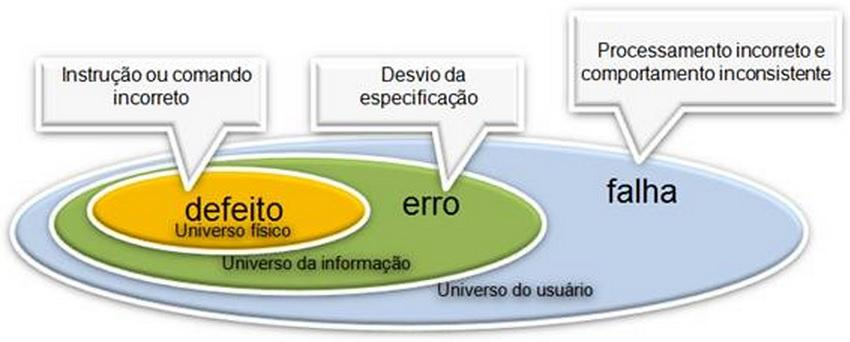 Instrução ou comando
incorreto
Desvio da
especificação
Processamento incorreto e
comportamento inconsistente
defeito
Universo físico
erro
Universo da informação
falha
Universo do usuário